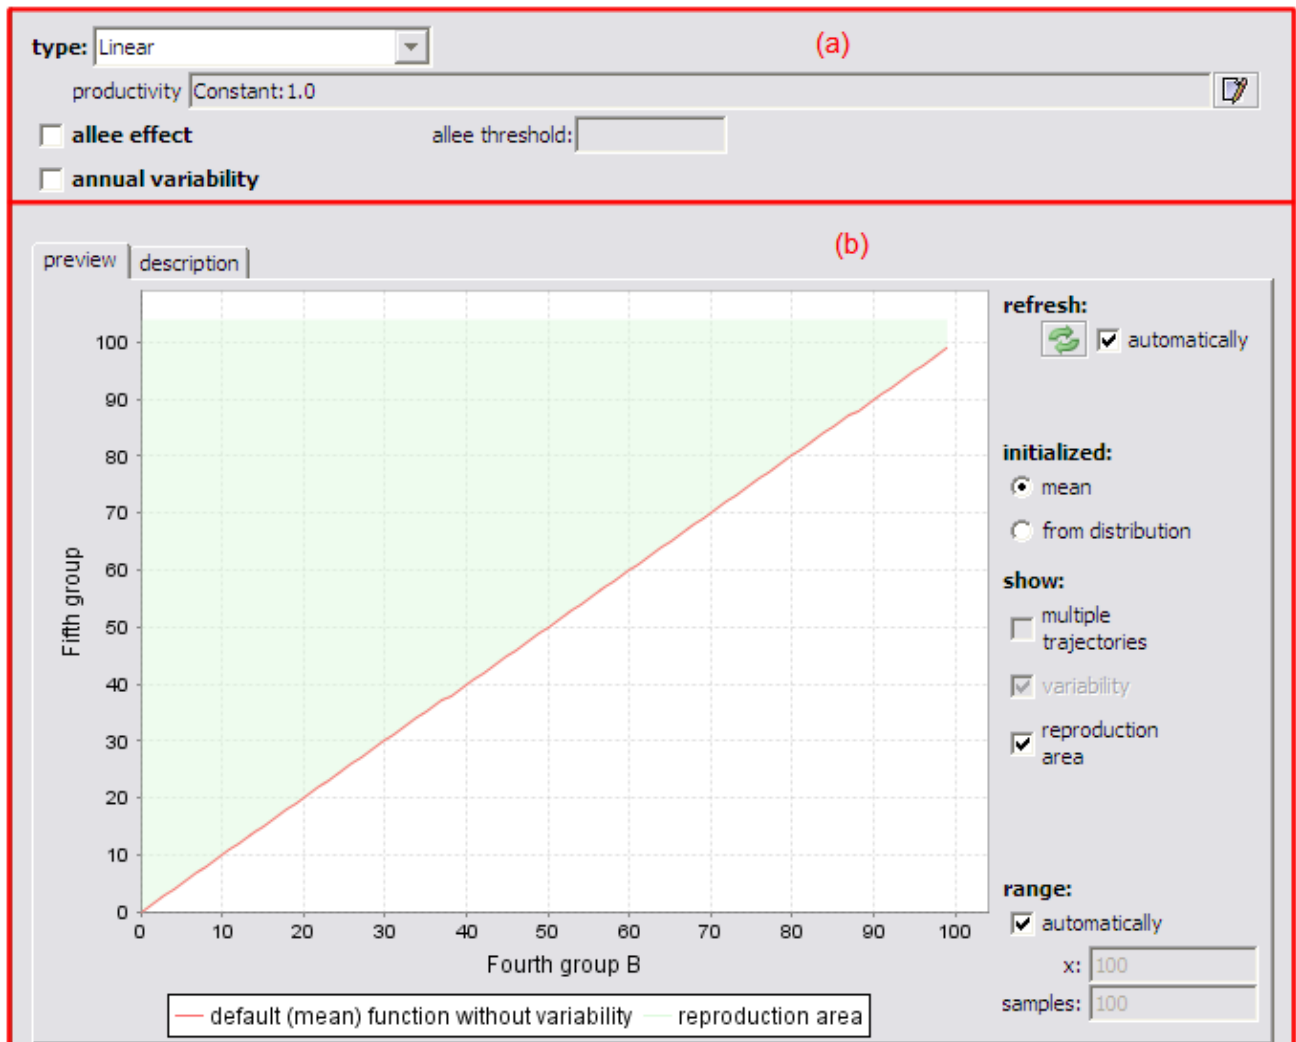 type: Linear (a)
productivity Constant:1.0
allee effect allee threshold:
annual variability
(b)
preview description
refresh:
automatically
100
90
80
70
60
50
40
30
20
10
0
Fifth group
0 10 20 30 40 50 60 70 80 90 100
Fourth group B
default (mean) function without variability reproduction area
initialized:
mean
from distribution
show:
multiple
trajectories
variability
reproduction
area
range:
automatically
x: 100
samples: 100